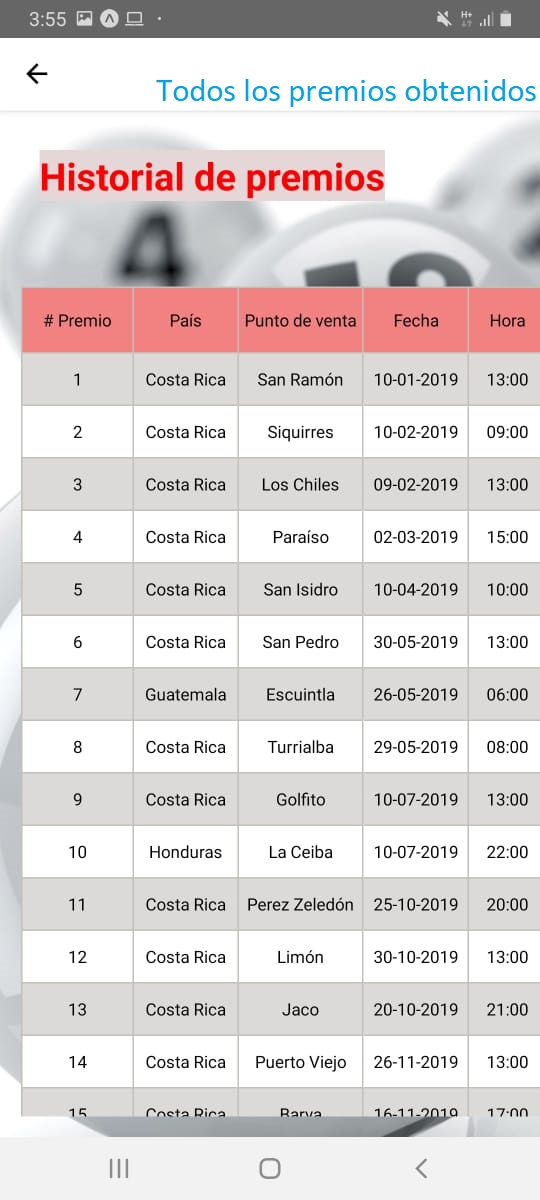 3:55
H+
Todos los premios obtenidos
Historial de premios
4
# Premio País Punto de venta Fecha Hora
1 Costa Rica San Ramón 10-01-2019 13:00
2 Costa Rica Siquirres 10-02-2019 09:00
3 Costa Rica Los Chiles 09-02-2019 13:00
4 Costa Rica Paraíso 02-03-2019 15:00
5 Costa Rica San Isidro 10-04-2019 10:00
6 Costa Rica San Pedro 30-05-2019 13:00
7 Guatemala Escuintla 26-05-2019 06:00
8 Costa Rica Turrialba 29-05-2019 08:00
9 Costa Rica Golfito 10-07-2019 13:00
10 Honduras La Ceiba 10-07-2019 22:00
11 Costa Rica Perez Zeledón 25-10-2019 20:00
12 Costa Rica Limón 30-10-2019 13:00
13 Costa Rica Jaco 20-10-2019 21:00
14 Costa Rica Puerto Viejo 26-11-2019 13:00
15 Costa Rica Barva 16-11-2019 17:00